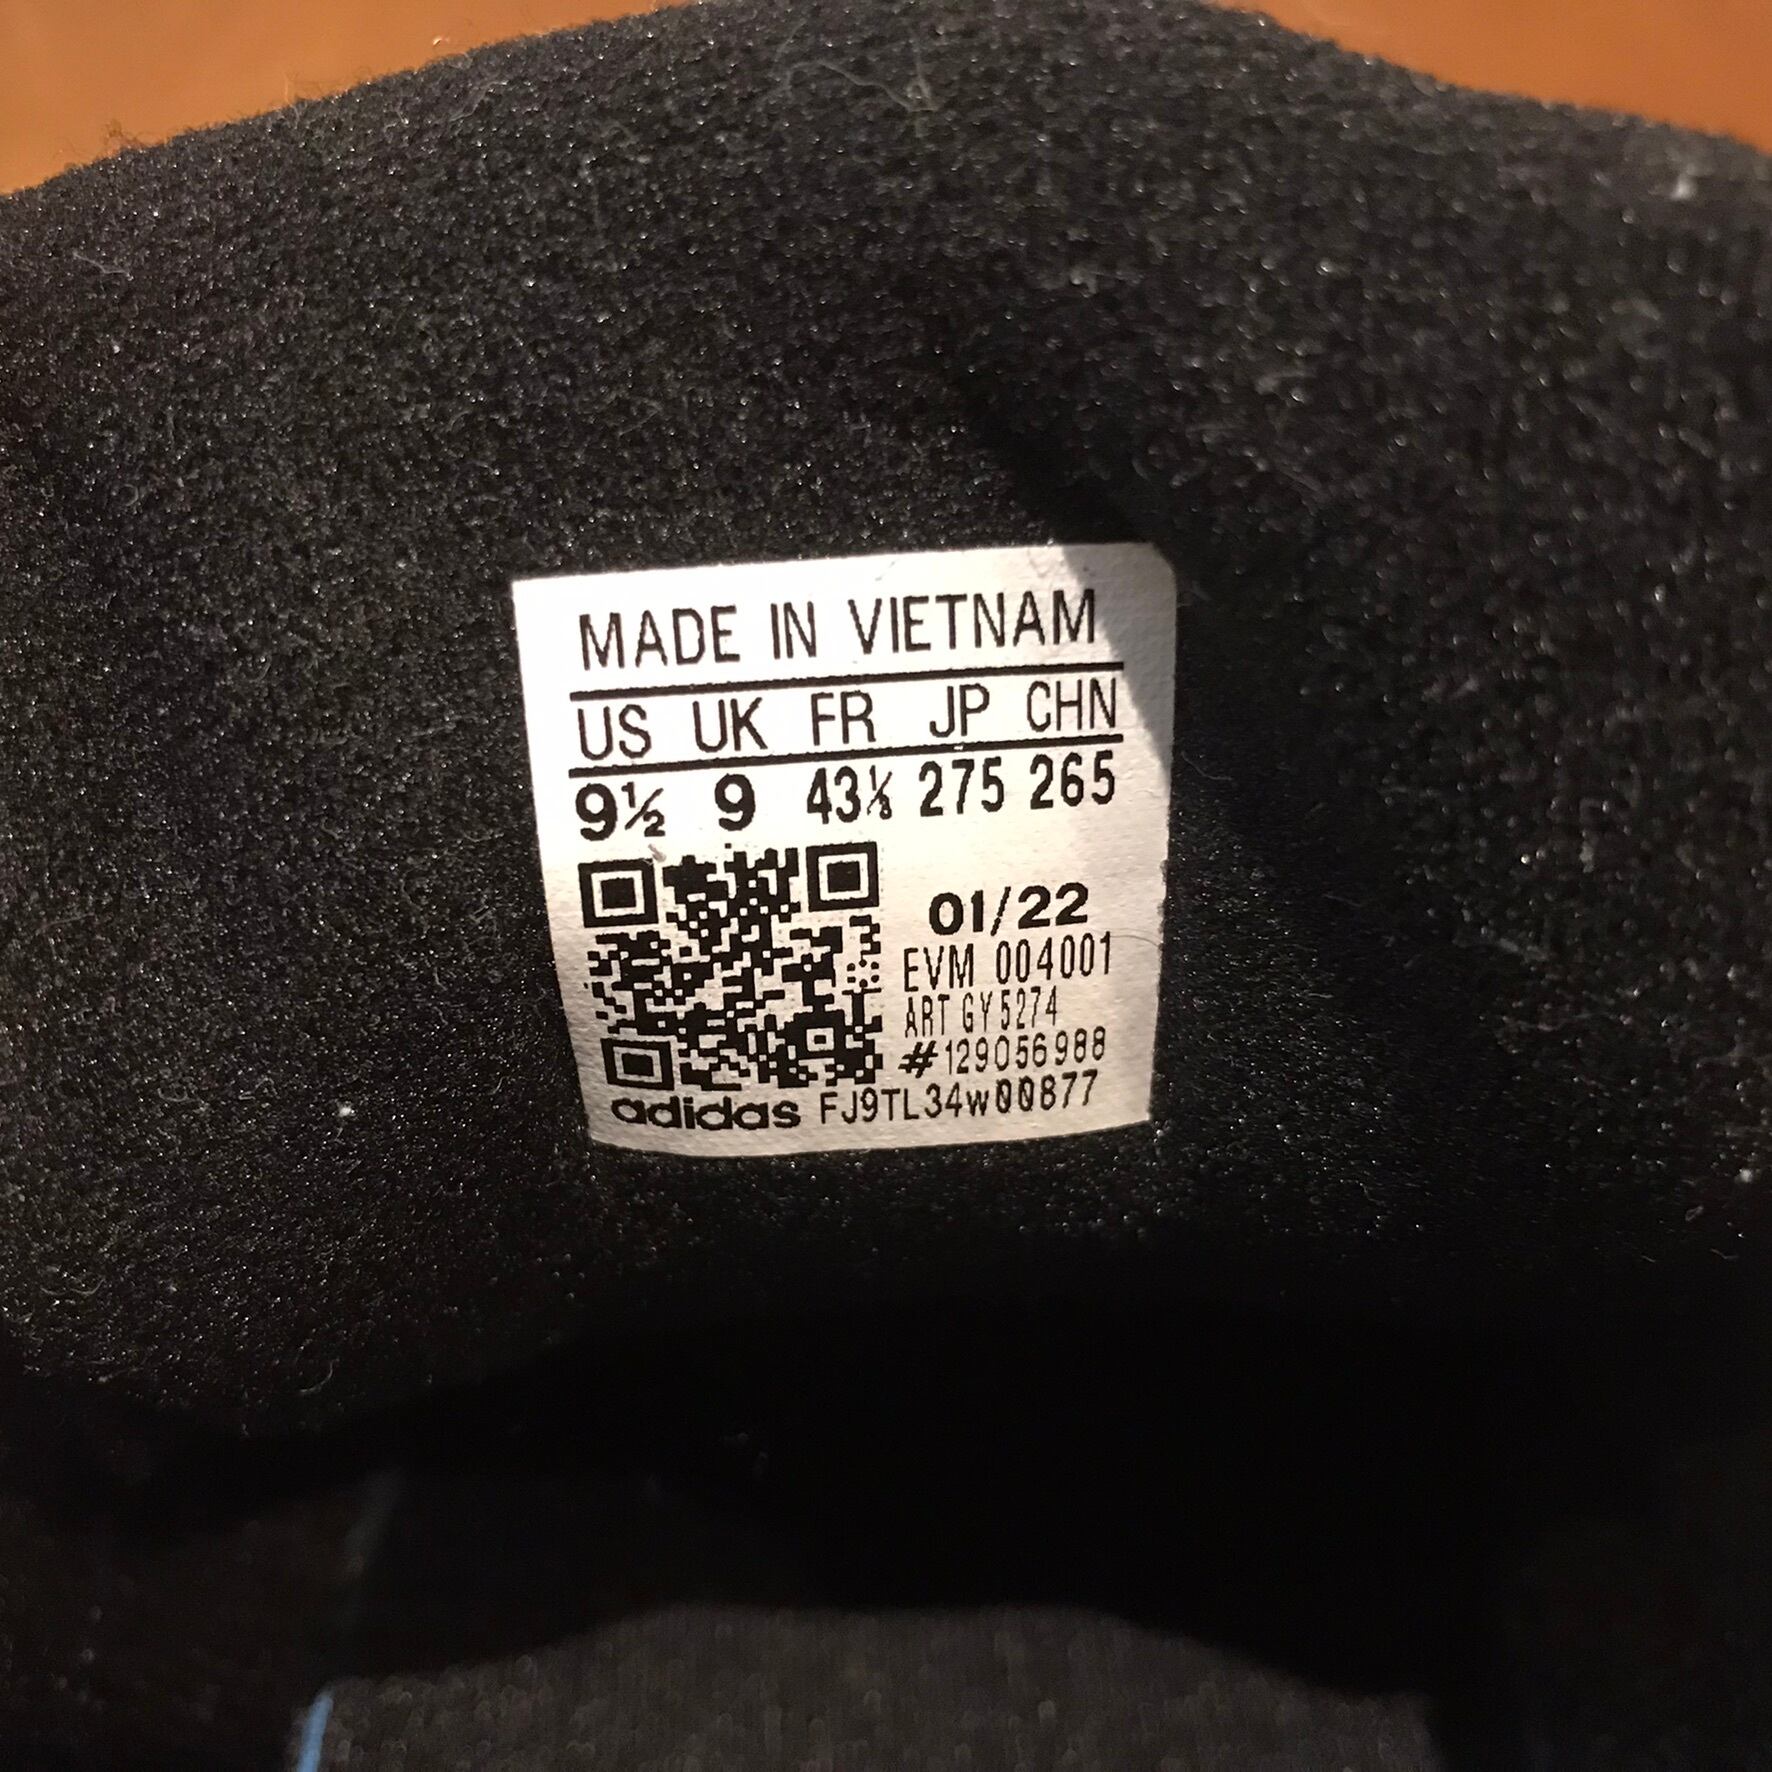 MADE IN VIETNAM
US UK FR JP CHN
9½ 9 43⅓ 275 265
01/22
EVM 004001
ART GY5274
#129056988
adidas FJ9TL34w00877